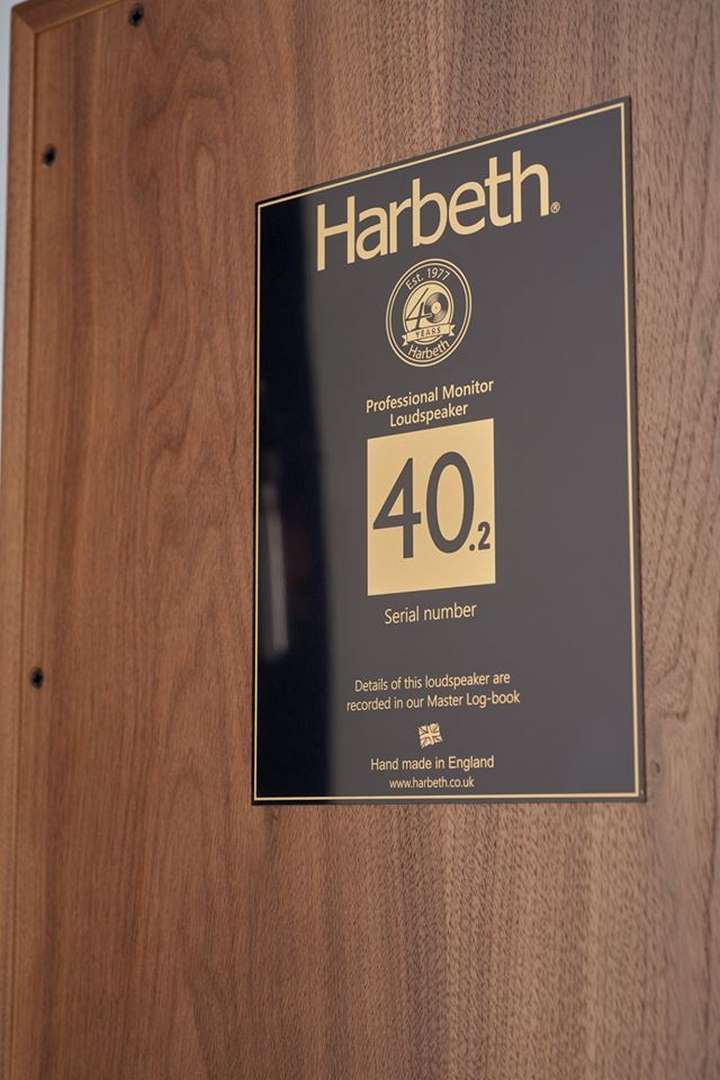 Harbeth®
Est. 1977
40
YEARS
Harbeth
Professional Monitor
Loudspeaker
40.2
Serial number
Details of this loudspeaker are
recorded in our Master Log-book
Hand made in England
www.harbeth.co.uk